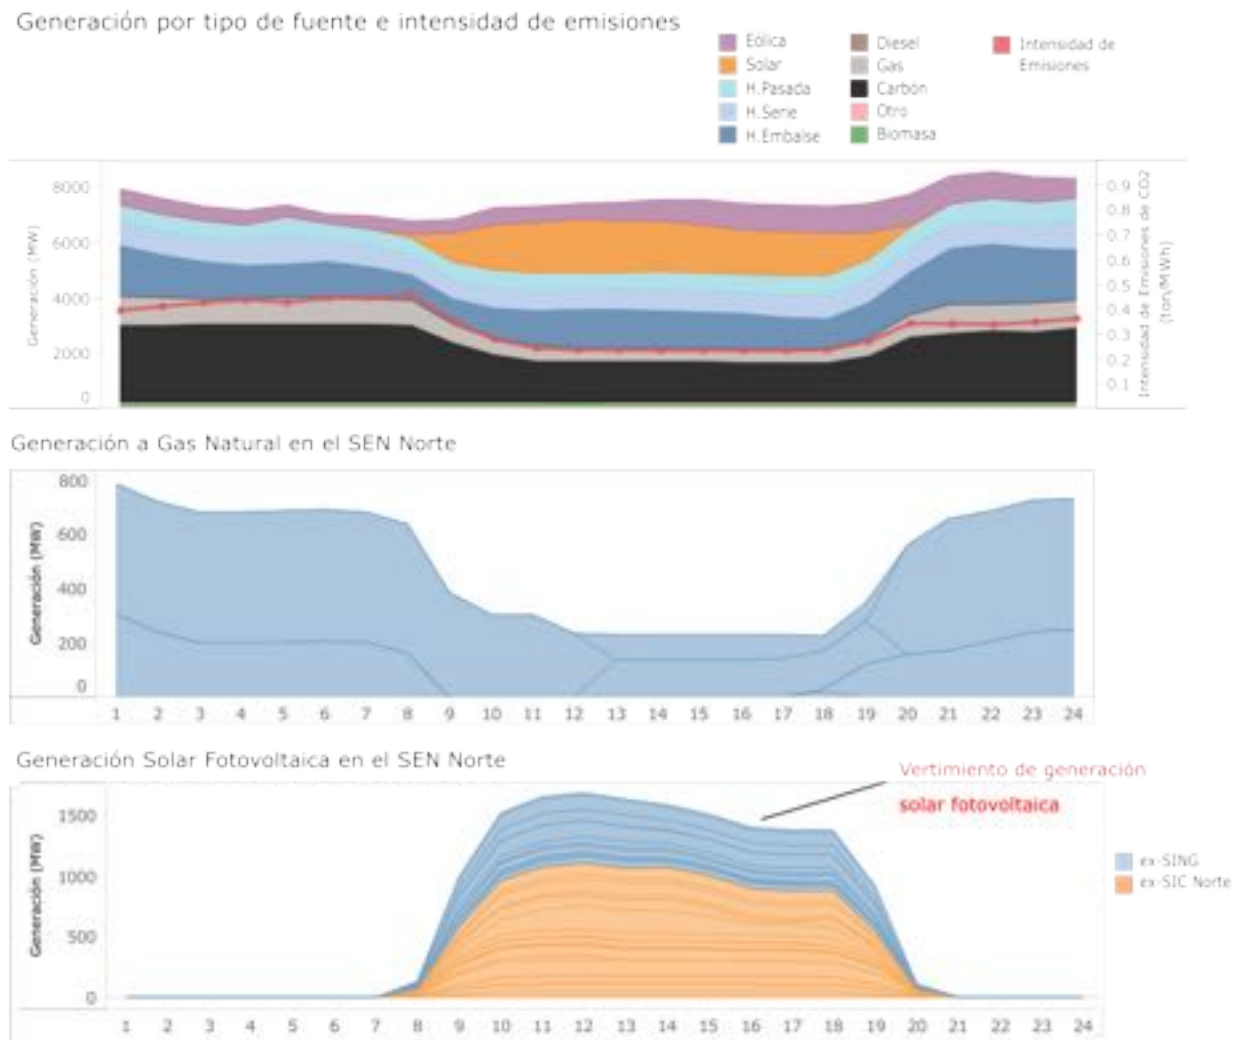 Generación por tipo de fuente e intensidad de emisiones
Eólica
Solar
H.Pasada
H.Serie
H.Embalse
Diesel
Gas
Carbón
Otro
Biomasa
Intensidad de
Emisiones
Generación (MW)
8000
6000
4000
2000
0
0.9
0.8
0.7
0.6
0.5
0.4
0.3
0.2
0.1
Intensidad de Emisiones de CO2
(ton/MWh)
Generación a Gas Natural en el SEN Norte
Generación (MW)
800
600
400
200
0
1 2 3 4 5 6 7 8 9 10 11 12 13 14 15 16 17 18 19 20 21 22 23 24
Generación Solar Fotovoltaica en el SEN Norte
Vertimiento de generación
solar fotovoltaica
Generación (MW)
1500
1000
500
0
ex-SING
ex-SIC Norte
1 2 3 4 5 6 7 8 9 10 11 12 13 14 15 16 17 18 19 20 21 22 23 24